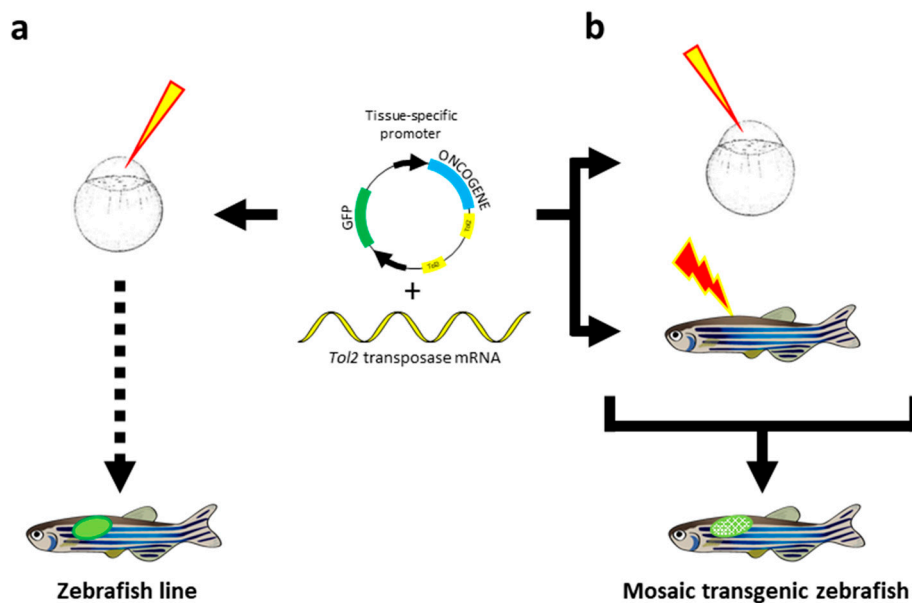 a
b
Tissue-specific
promoter
ONCOGENE
GFP
Tol2
Tol2
+
Tol2 transposase mRNA
Zebrafish line
Mosaic transgenic zebrafish